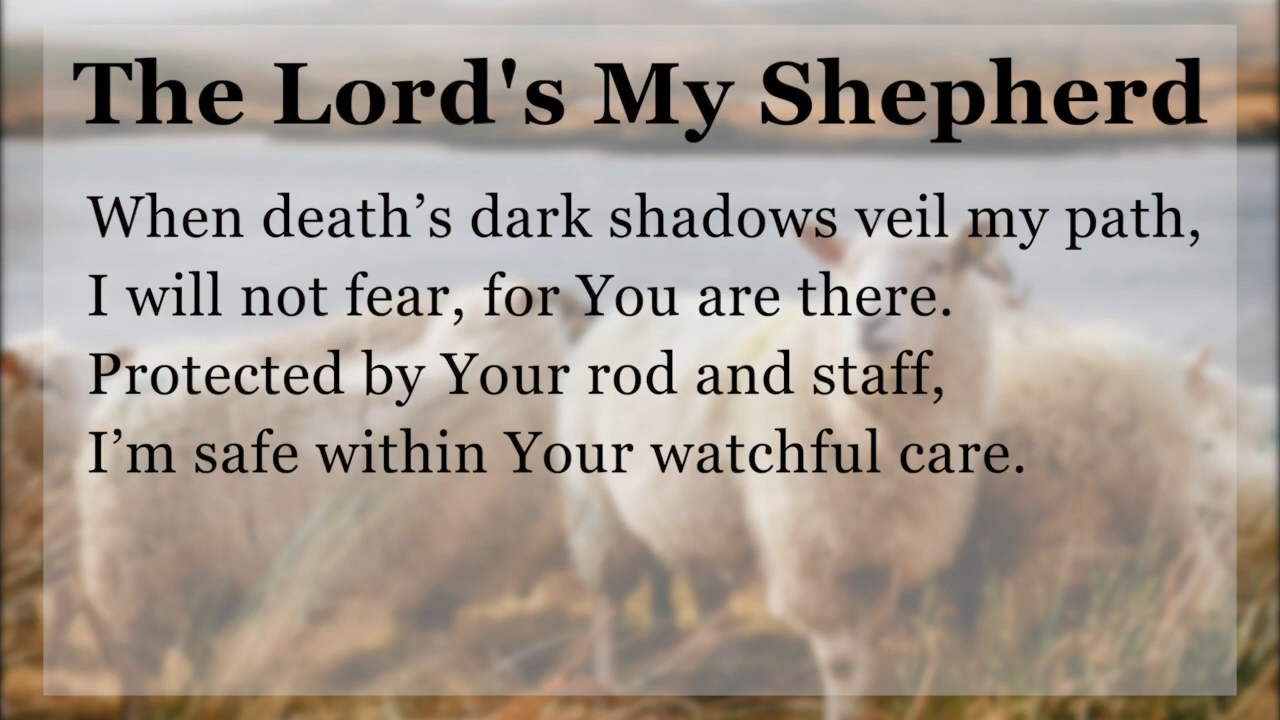 The Lord's My Shepherd
When death’s dark shadows veil my path,
I will not fear, for You are there.
Protected by Your rod and staff,
I’m safe within Your watchful care.